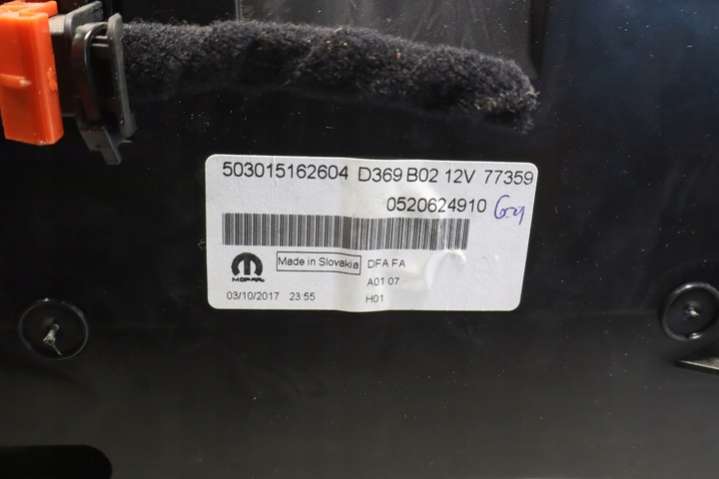 503015162604 D369 B02 12V 77359
0520624910
Made in Slovakia
DFA FA
MOPAR
A01 07
03/10/2017 23:55
H01